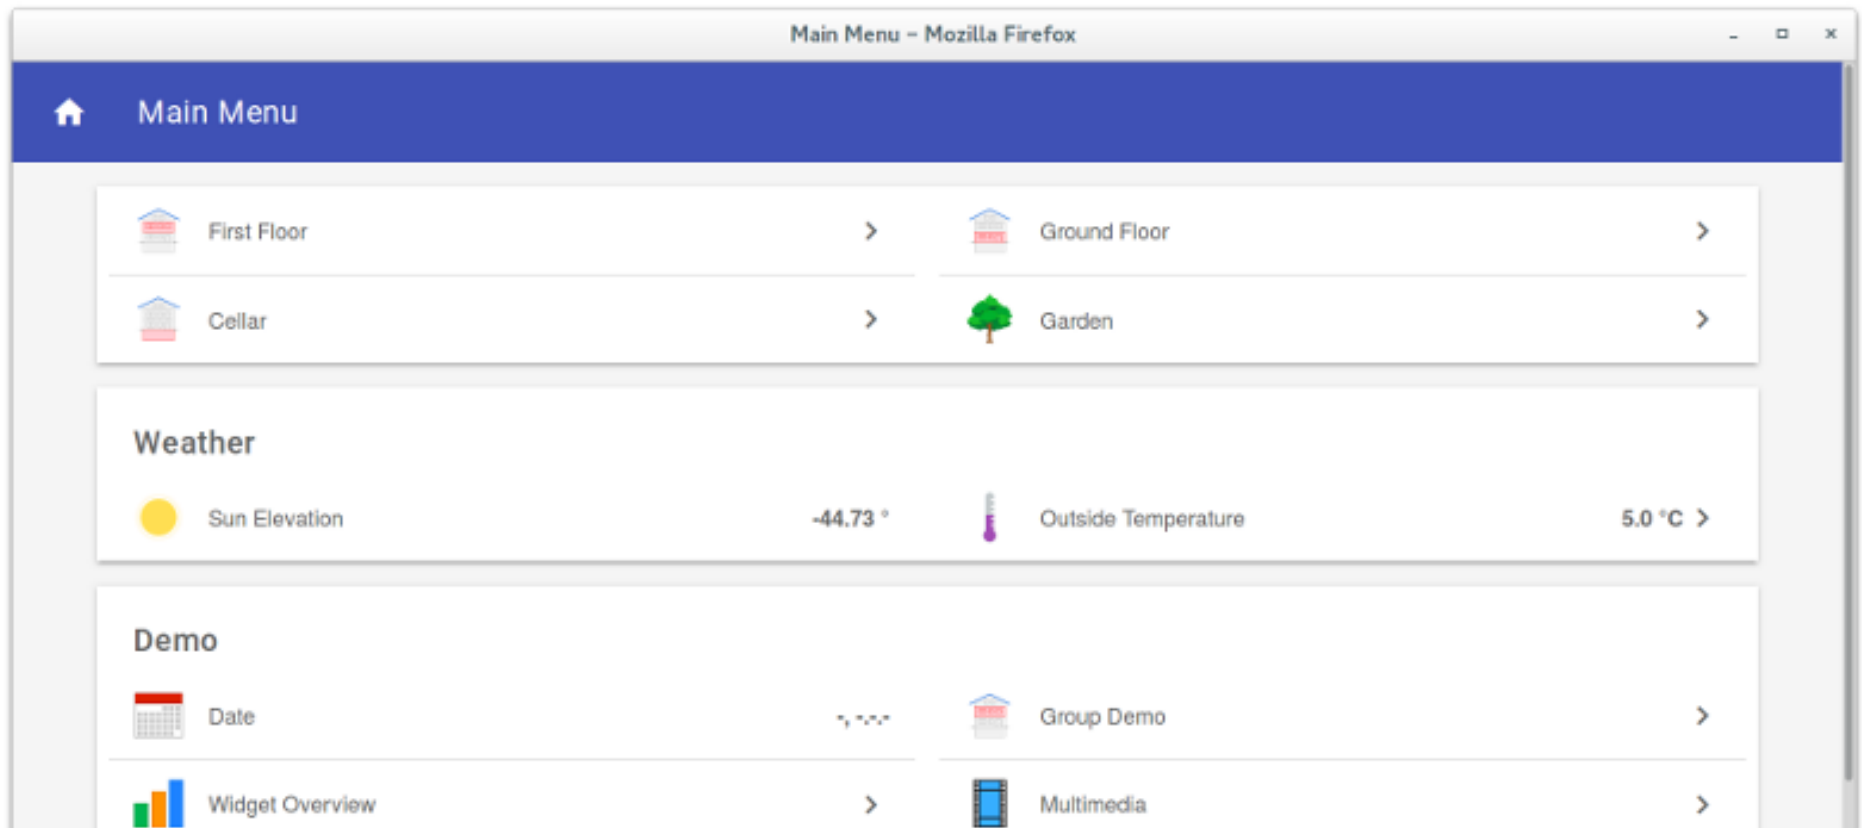 Main Menu – Mozilla Firefox
Main Menu
First Floor
Ground Floor
Cellar
Garden
Weather
Sun Elevation -44.73 °
Outside Temperature 5.0 °C
Demo
Date -, -.-.-
Group Demo
Widget Overview
Multimedia